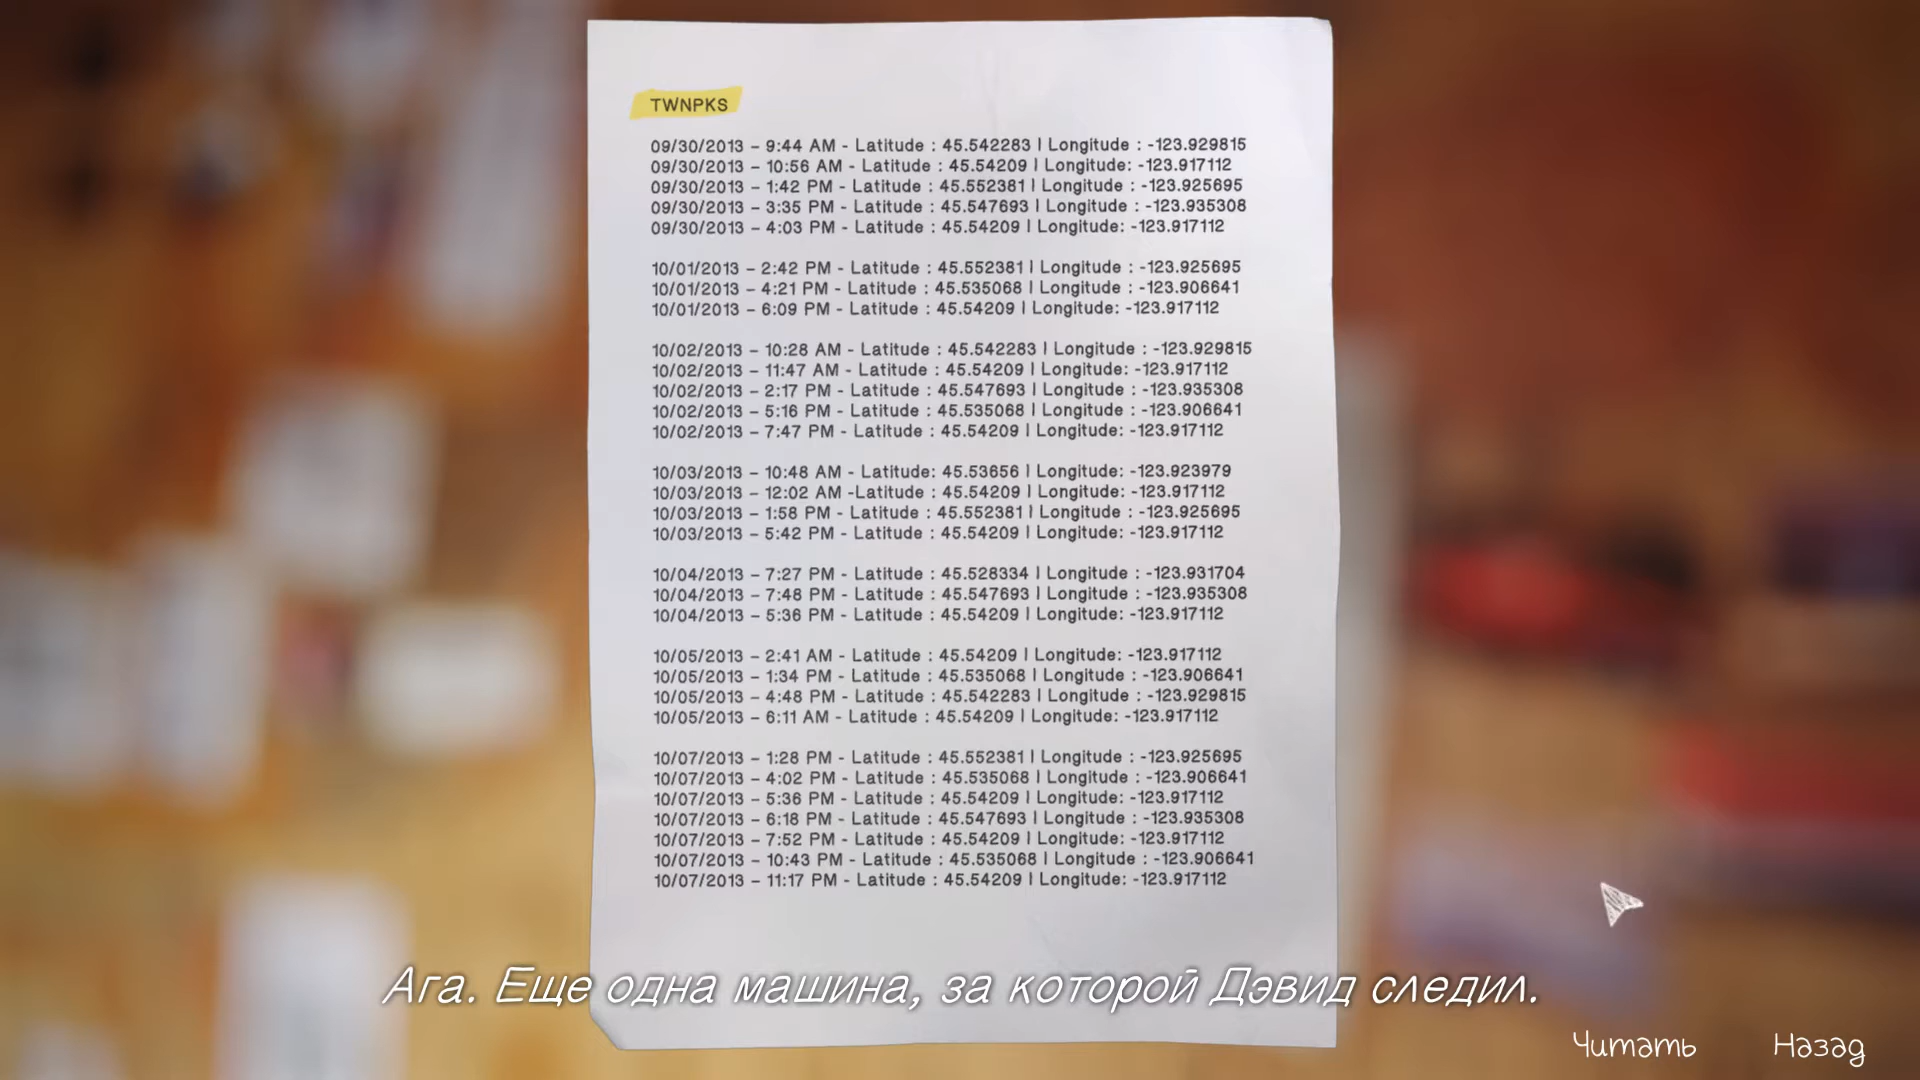 TWNPKS
09/30/2013 – 9:44 AM - Latitude : 45.542283 | Longitude : -123.929815
09/30/2013 – 10:56 AM - Latitude : 45.54209 | Longitude: -123.917112
09/30/2013 – 1:42 PM - Latitude : 45.552381 | Longitude : -123.925695
09/30/2013 – 3:35 PM - Latitude : 45.547693 | Longitude : -123.935308
09/30/2013 – 4:03 PM - Latitude : 45.54209 | Longitude: -123.917112
10/01/2013 – 2:42 PM - Latitude : 45.552381 | Longitude : -123.925695
10/01/2013 – 4:21 PM - Latitude : 45.535068 | Longitude : -123.906641
10/01/2013 – 6:09 PM - Latitude : 45.54209 | Longitude: -123.917112
10/02/2013 – 10:28 AM - Latitude : 45.542283 | Longitude : -123.929815
10/02/2013 – 11:47 AM - Latitude : 45.54209 | Longitude: -123.917112
10/02/2013 – 2:17 PM - Latitude : 45.547693 | Longitude : -123.935308
10/02/2013 – 5:16 PM - Latitude : 45.535068 | Longitude : -123.906641
10/02/2013 – 7:47 PM - Latitude : 45.54209 | Longitude: -123.917112
10/03/2013 – 10:48 AM - Latitude: 45.53656 | Longitude: -123.923979
10/03/2013 – 12:02 AM -Latitude : 45.54209 | Longitude: -123.917112
10/03/2013 – 1:58 PM - Latitude : 45.552381 | Longitude : -123.925695
10/03/2013 – 5:42 PM - Latitude : 45.54209 | Longitude: -123.917112
10/04/2013 – 7:27 PM - Latitude : 45.528334 | Longitude : -123.931704
10/04/2013 – 7:48 PM - Latitude : 45.547693 | Longitude : -123.935308
10/04/2013 – 5:36 PM - Latitude : 45.54209 | Longitude: -123.917112
10/05/2013 – 2:41 AM - Latitude : 45.54209 | Longitude: -123.917112
10/05/2013 – 1:34 PM - Latitude : 45.535068 | Longitude : -123.906641
10/05/2013 – 4:48 PM - Latitude : 45.542283 | Longitude : -123.929815
10/05/2013 – 6:11 AM - Latitude : 45.54209 | Longitude: -123.917112
10/07/2013 – 1:28 PM - Latitude : 45.552381 | Longitude : -123.925695
10/07/2013 – 4:02 PM - Latitude : 45.535068 | Longitude : -123.906641
10/07/2013 – 5:36 PM - Latitude : 45.54209 | Longitude: -123.917112
10/07/2013 – 6:18 PM - Latitude : 45.547693 | Longitude : -123.935308
10/07/2013 – 7:52 PM - Latitude : 45.54209 | Longitude: -123.917112
10/07/2013 – 10:43 PM - Latitude : 45.535068 | Longitude : -123.906641
10/07/2013 – 11:17 PM - Latitude : 45.54209 | Longitude: -123.917112
Ага. Еще одна машина, за которой Дэвид следил.
Читать Назад